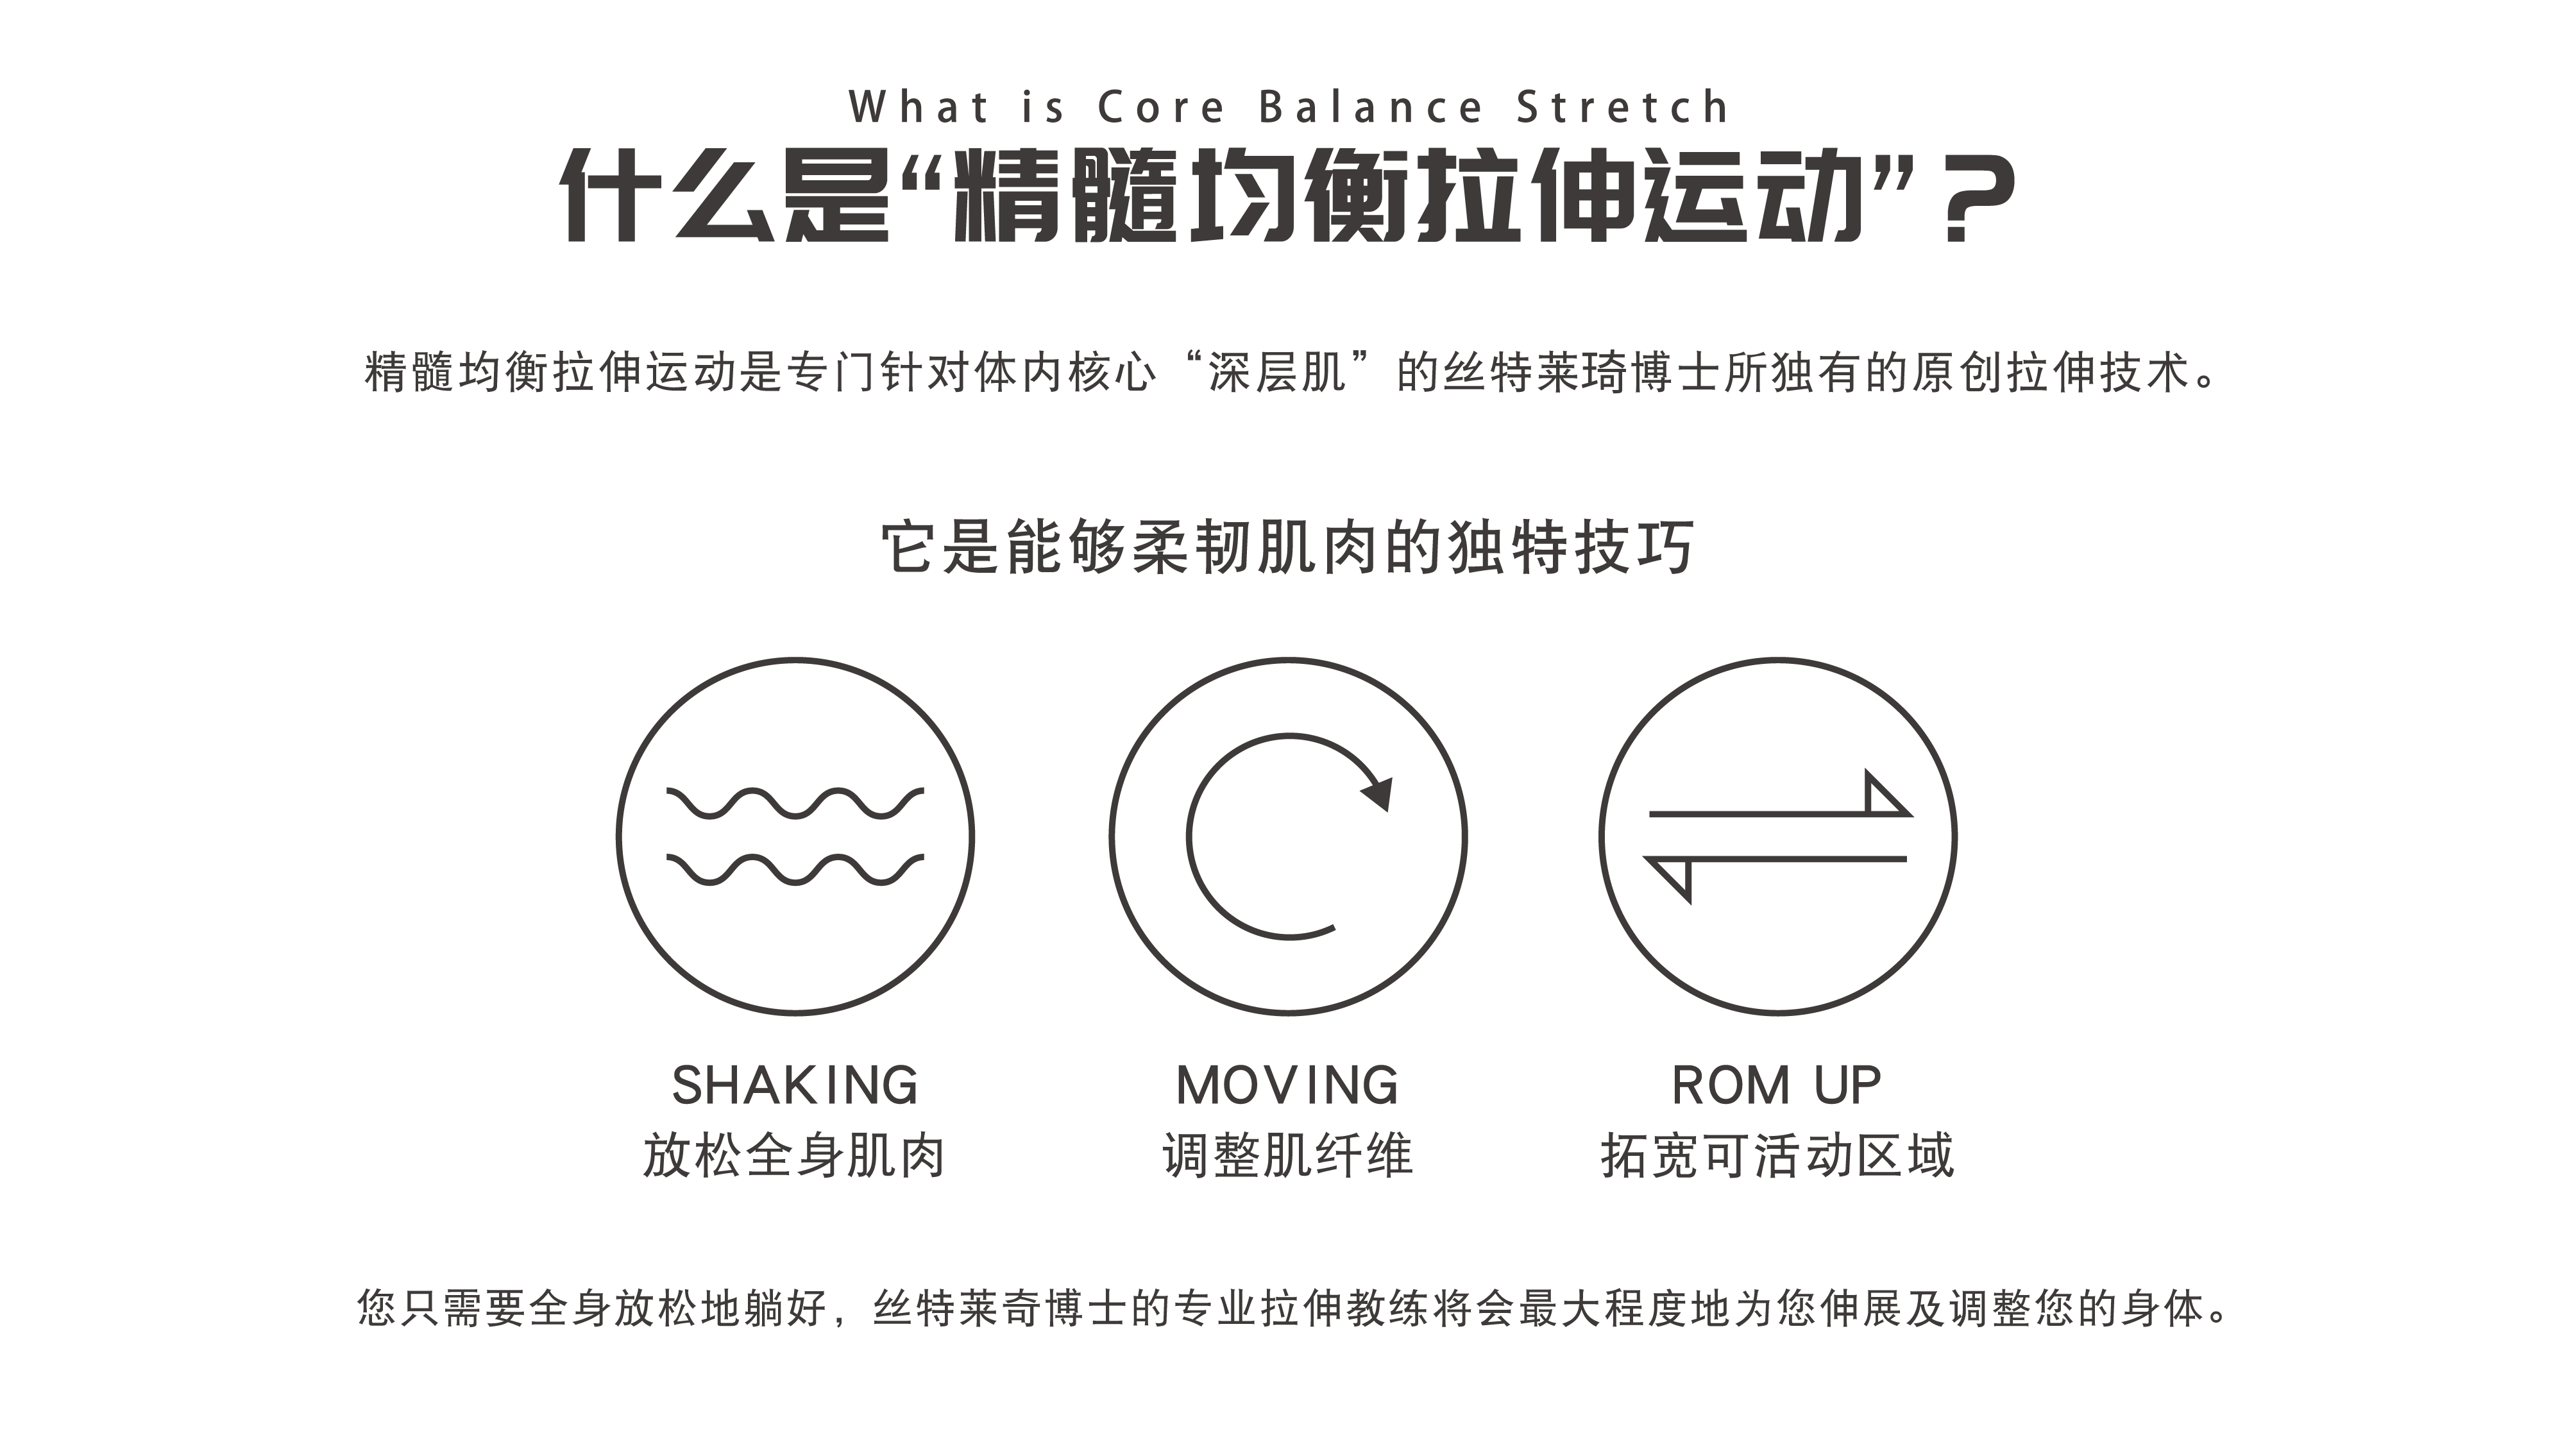 What is Core Balance Stretch
什么是“精髓均衡拉伸运动”？
精髓均衡拉伸运动是专门针对体内核心“深层肌”的丝特莱琦博士所独有的原创拉伸技术。
它是能够柔韧肌肉的独特技巧
SHAKING
放松全身肌肉
MOVING
调整肌纤维
ROM UP
拓宽可活动区域
您只需要全身放松地躺好，丝特莱奇博士的专业拉伸教练将会最大程度地为您伸展及调整您的身体。